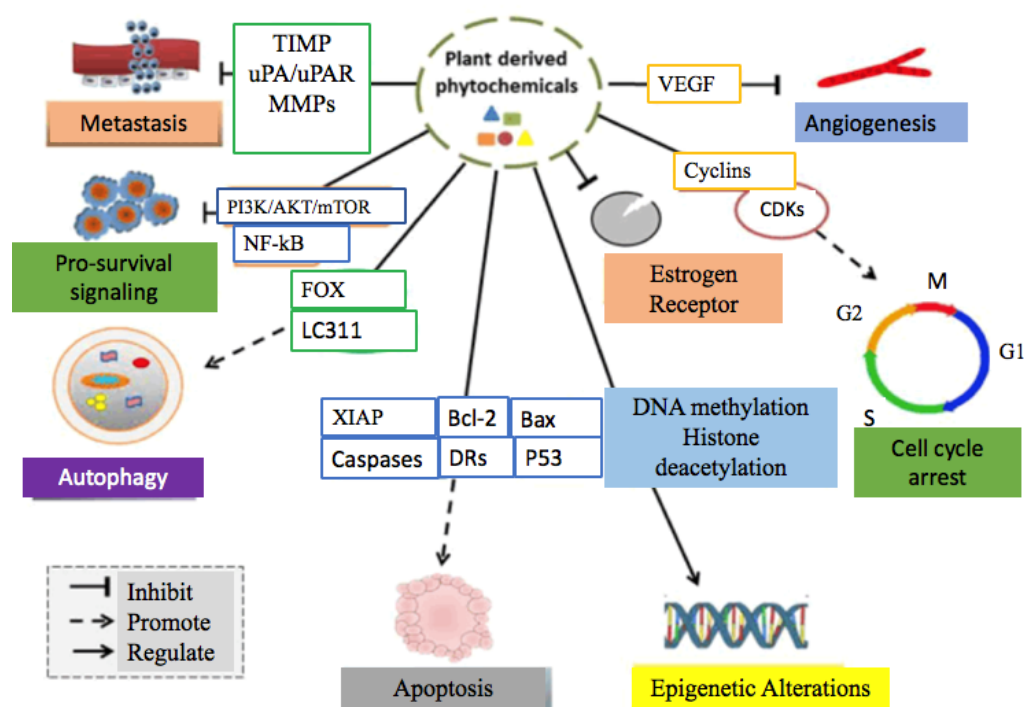 TIMP
uPA/uPAR
MMPs
Metastasis
Plant derived
phytochemicals
VEGF
Angiogenesis
PI3K/AKT/mTOR
NF-kB
Pro-survival
signaling
Cyclins
CDKs
Estrogen
Receptor
FOX
LC311
Autophagy
M
G2
G1
S
Cell cycle
arrest
XIAP
Bcl-2
Bax
Caspases
DRs
P53
DNA methylation
Histone
deacetylation
Inhibit
Promote
Regulate
Apoptosis
Epigenetic Alterations